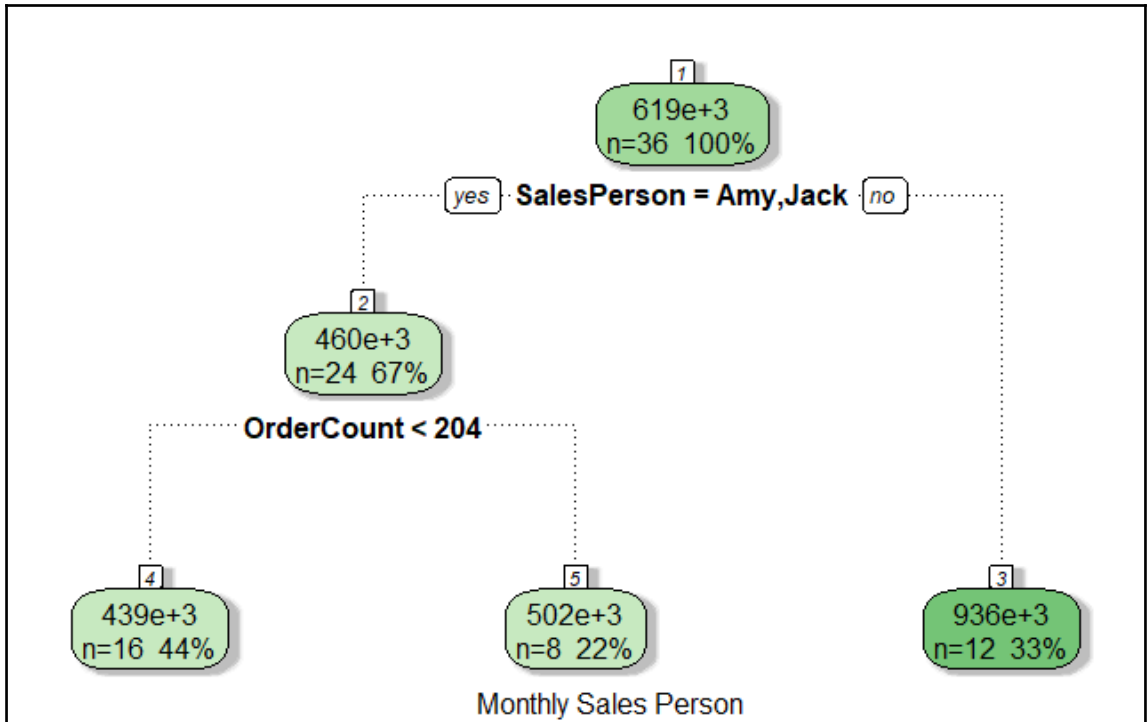 1
619e+3
n=36 100%
yes SalesPerson = Amy,Jack no
2
460e+3
n=24 67%
OrderCount < 204
4
439e+3
n=16 44%
5
502e+3
n=8 22%
3
936e+3
n=12 33%
Monthly Sales Person